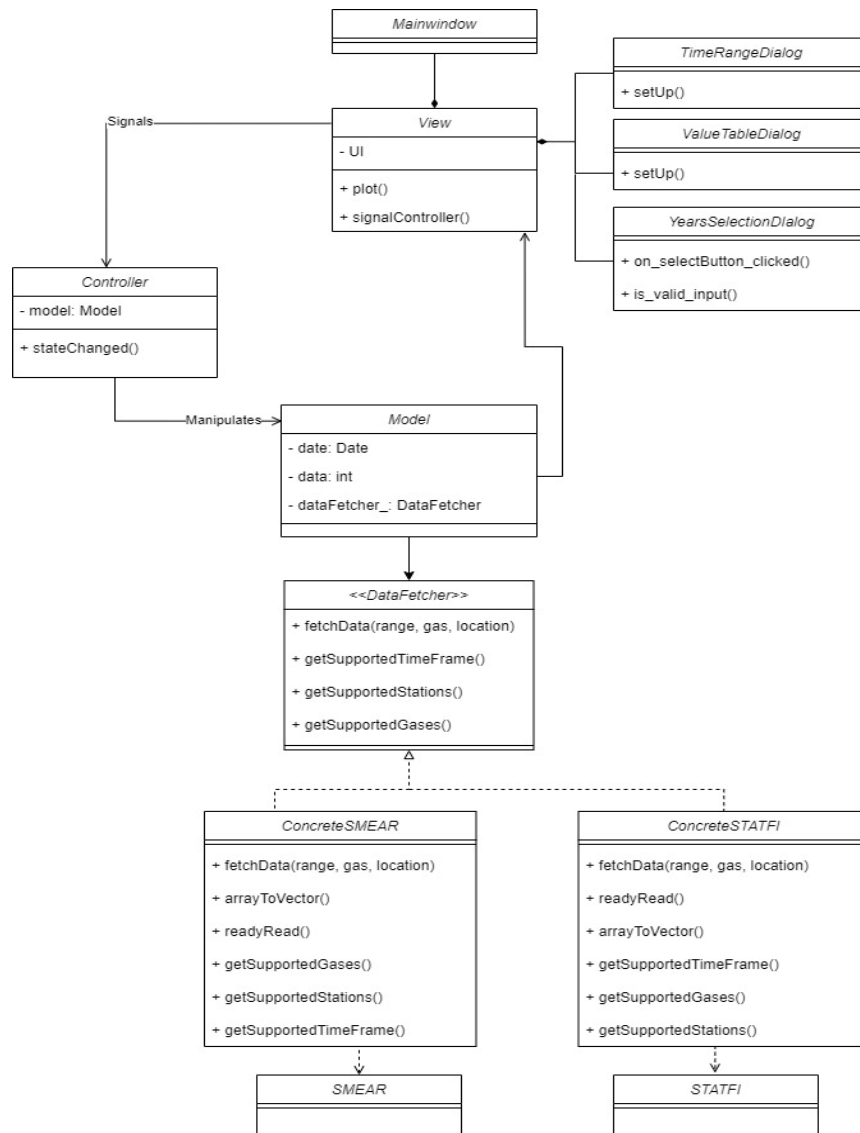 Mainwindow
TimeRangeDialog
+ setUp()
Signals
View
- UI
+ plot()
+ signalController()
ValueTableDialog
+ setUp()
YearsSelectionDIalog
+ on_selectButton_clicked()
+ is_valid_input()
Controller
- model: Model
+ stateChanged()
Manipulates
Model
- date: Date
- data: int
- dataFetcher_: DataFetcher
<<DataFetcher>>
+ fetchData(range, gas, location)
+ getSupportedTimeFrame()
+ getSupportedStations()
+ getSupportedGases()
ConcreteSMEAR
+ fetchData(range, gas, location)
+ arrayToVector()
+ readyRead()
+ getSupportedGases()
+ getSupportedStations()
+ getSupportedTimeFrame()
ConcreteSTATFI
+ fetchData(range, gas, location)
+ readyRead()
+ arrayToVector()
+ getSupportedTimeFrame()
+ getSupportedGases()
+ getSupportedStations()
SMEAR
STATFI